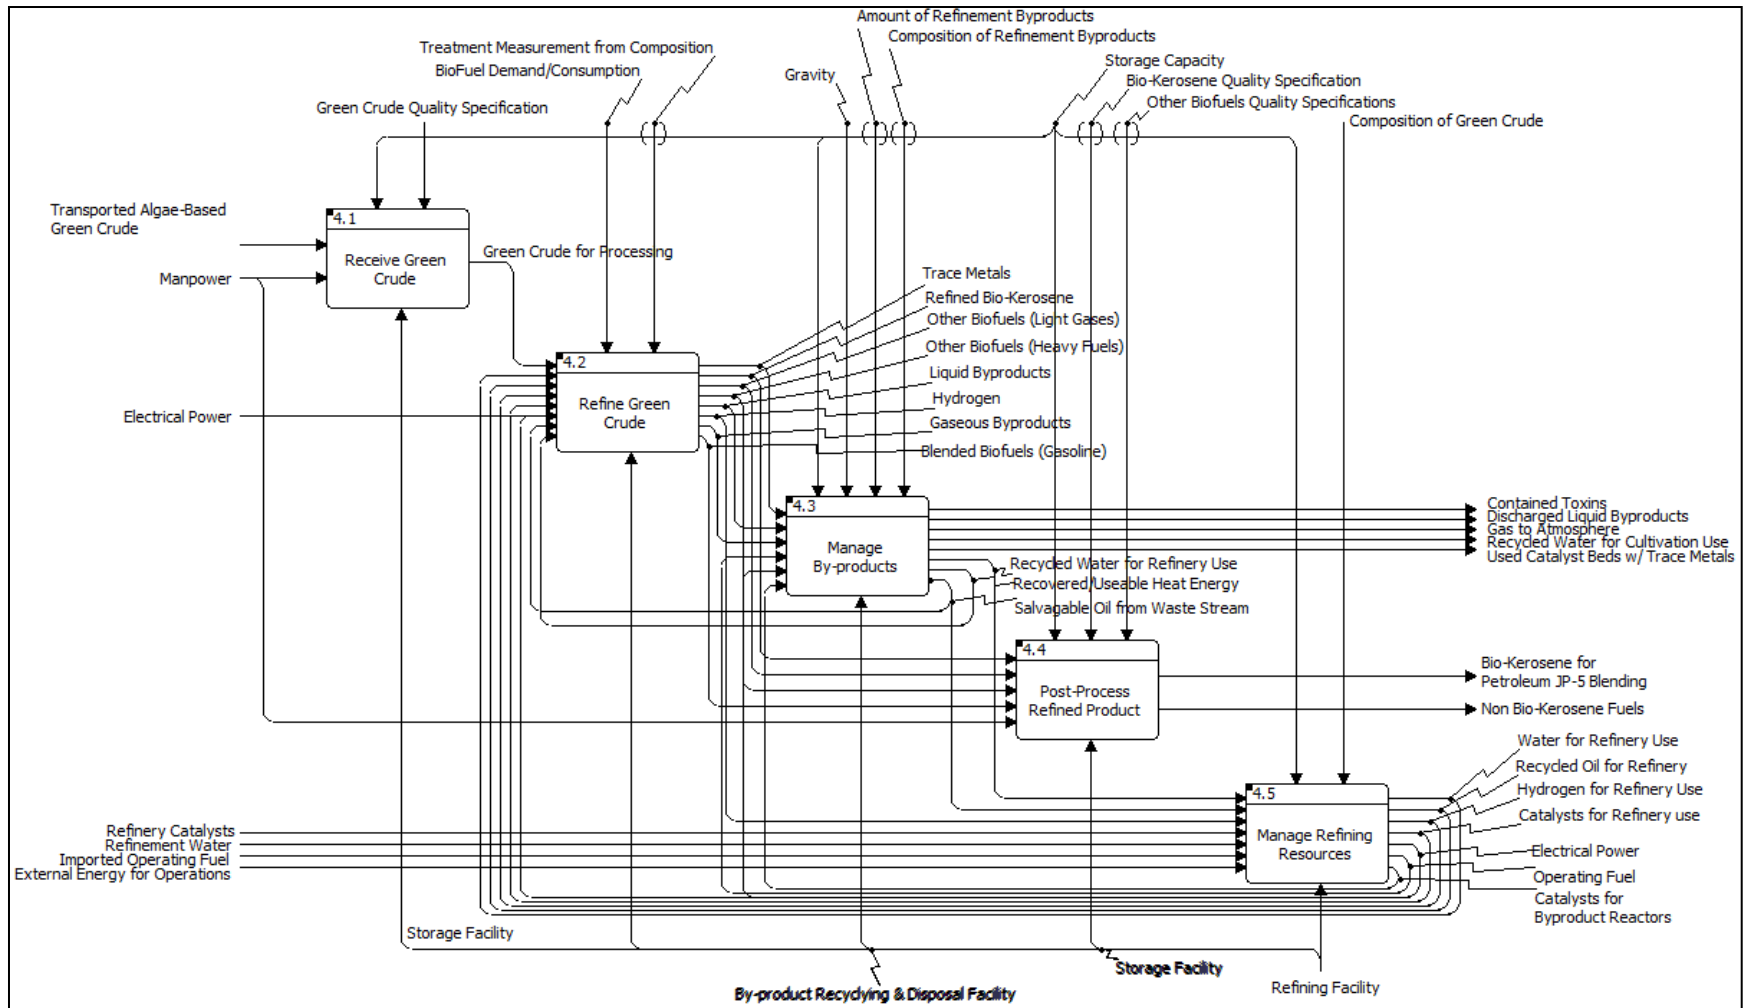 Amount of Refinement Byproducts
Composition of Refinement Byproducts
Treatment Measurement from Composition
BioFuel Demand/Consumption
Gravity
Storage Capacity
Bio-Kerosene Quality Specification
Other Biofuels Quality Specifications
Green Crude Quality Specification
Composition of Green Crude
Transported Algae-Based
Green Crude
Manpower
4.1
Receive Green
Crude
Green Crude for Processing
Trace Metals
Refined Bio-Kerosene
Other Biofuels (Light Gases)
Other Biofuels (Heavy Fuels)
Liquid Byproducts
Hydrogen
Gaseous Byproducts
Blended Biofuels (Gasoline)
4.2
Refine Green
Crude
Electrical Power
4.3
Manage
By-products
Contained Toxins
Discharged Liquid Byproducts
Gas to Atmosphere
Recycled Water for Cultivation Use
Used Catalyst Beds w/ Trace Metals
Recycled Water for Refinery Use
Recovered/Useable Heat Energy
Salvagable Oil from Waste Stream
4.4
Post-Process
Refined Product
Bio-Kerosene for
Petroleum JP-5 Blending
Non Bio-Kerosene Fuels
Water for Refinery Use
Recycled Oil for Refinery
Hydrogen for Refinery Use
Catalysts for Refinery use
Electrical Power
Operating Fuel
Catalysts for
Byproduct Reactors
4.5
Manage Refining
Resources
Refinery Catalysts
Refinement Water
Imported Operating Fuel
External Energy for Operations
Storage Facility
Storage Facility
By-product Recyclying & Disposal Facility
Refining Facility